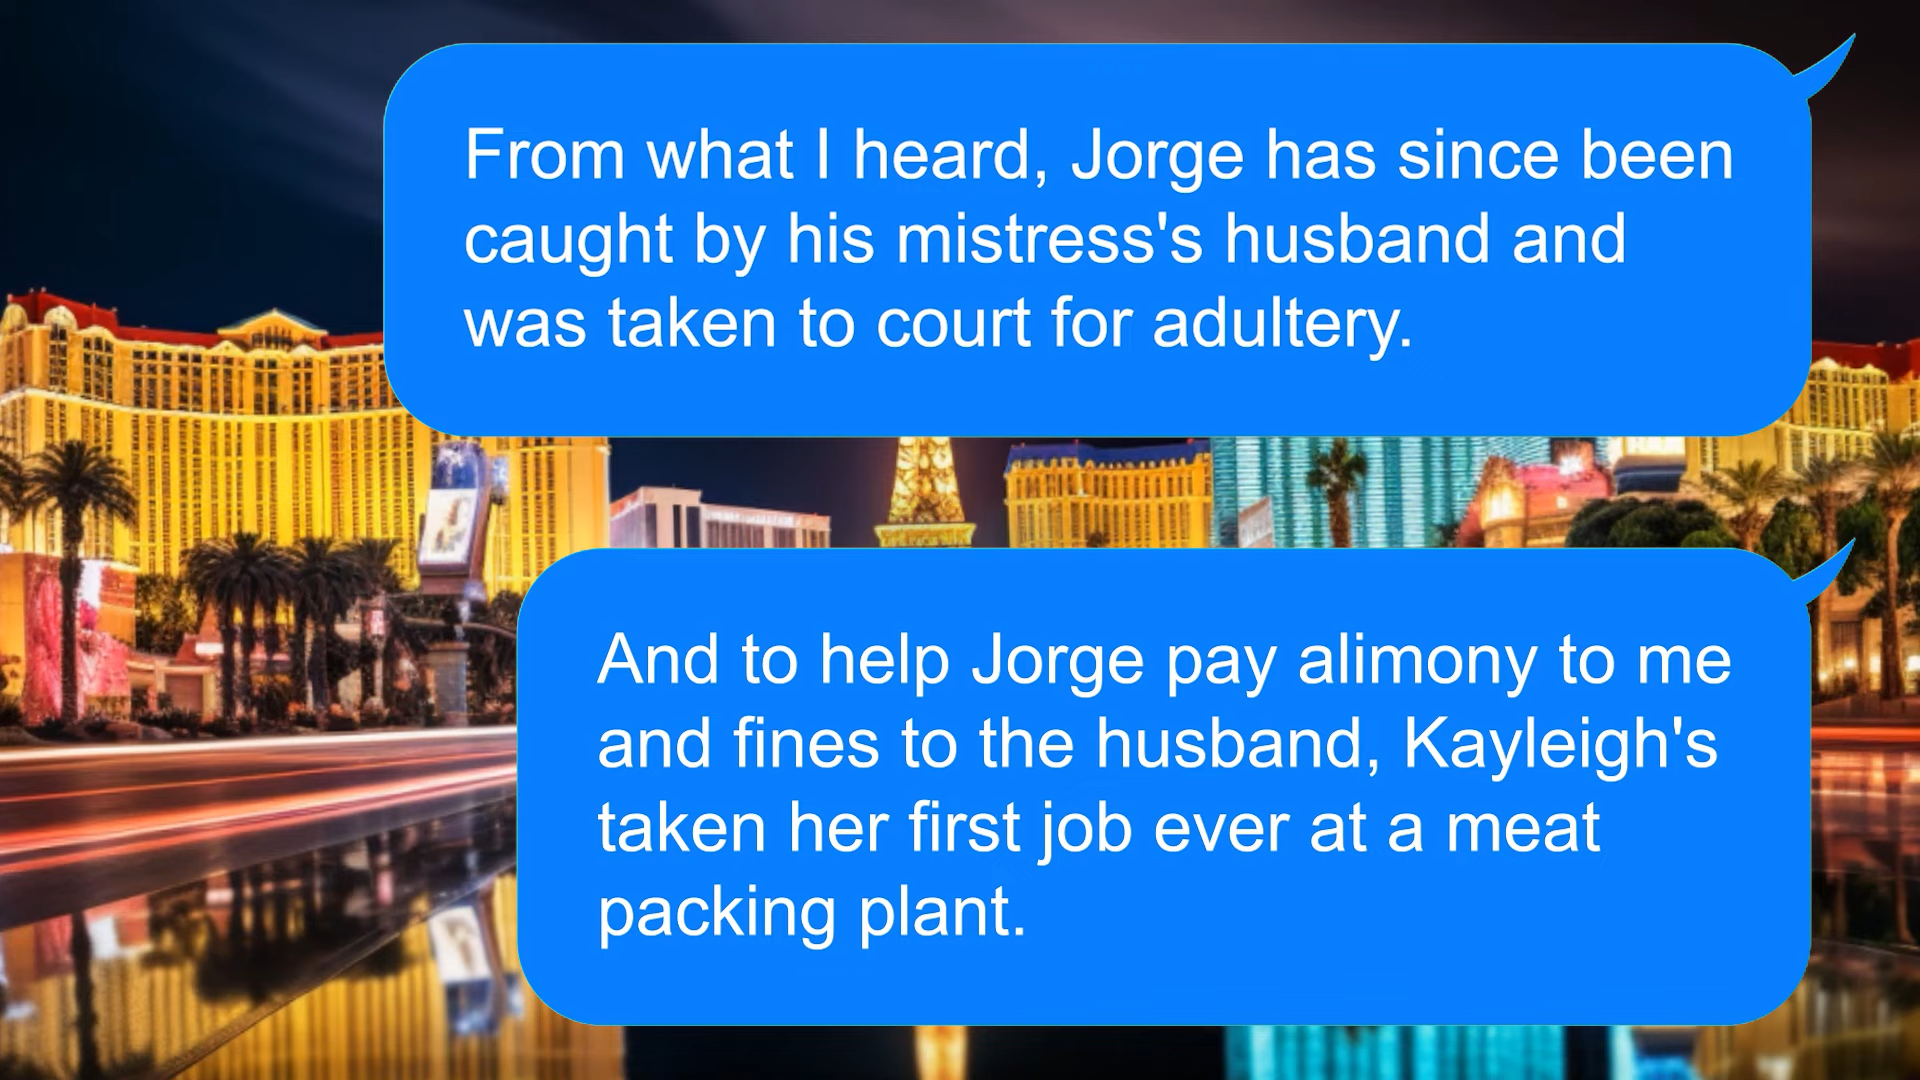 From what I heard, Jorge has since been
caught by his mistress's husband and
was taken to court for adultery.
And to help Jorge pay alimony to me
and fines to the husband, Kayleigh's
taken her first job ever at a meat
packing plant.